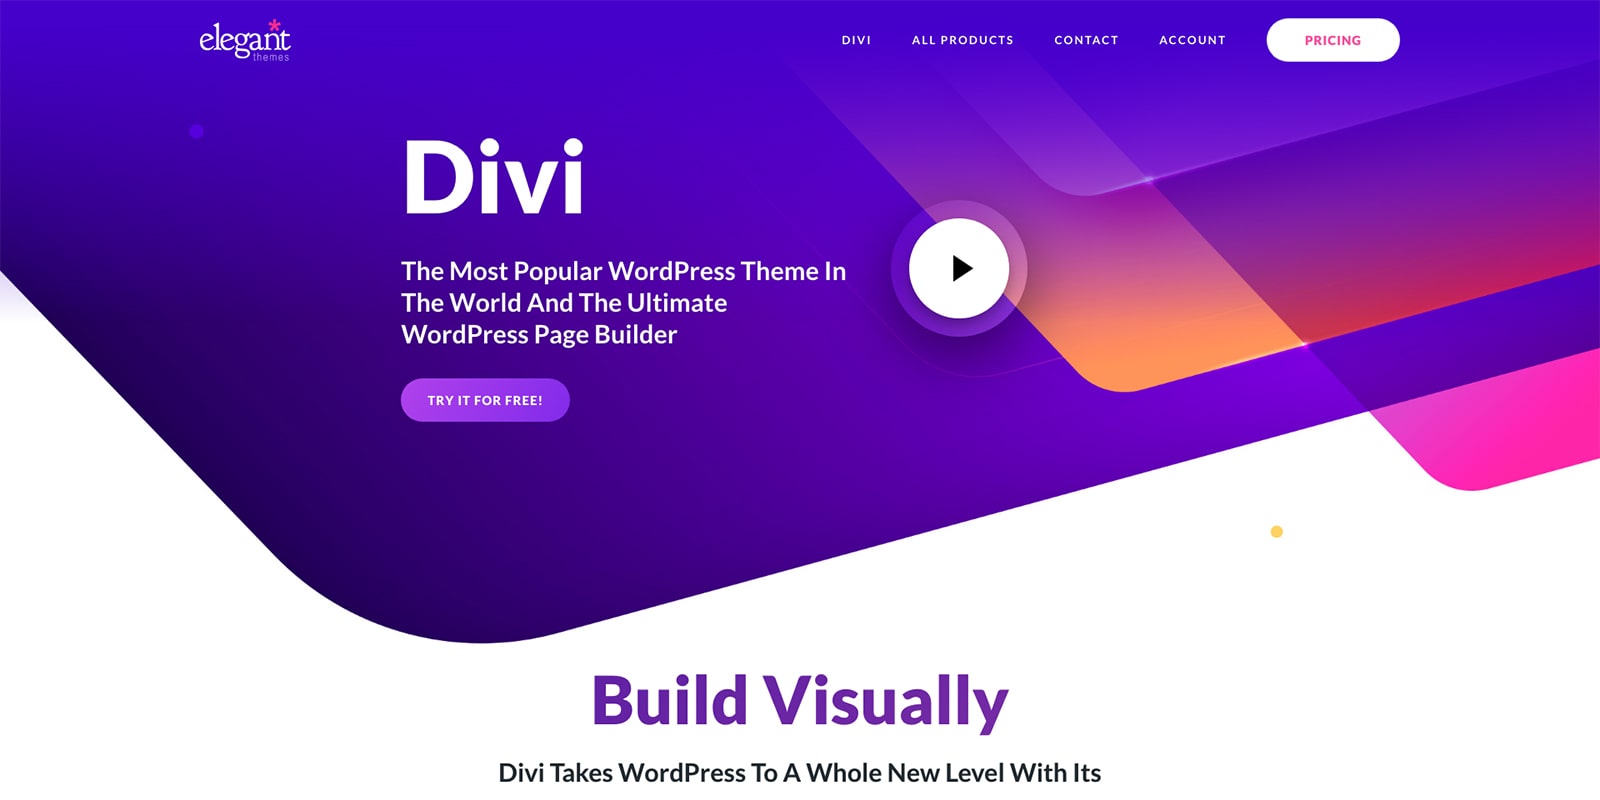 elegant
themes
DIVI
ALL PRODUCTS
CONTACT
ACCOUNT
PRICING
Divi
The Most Popular WordPress Theme In
The World And The Ultimate
WordPress Page Builder
TRY IT FOR FREE!
Build Visually
Divi Takes WordPress To A Whole New Level With Its